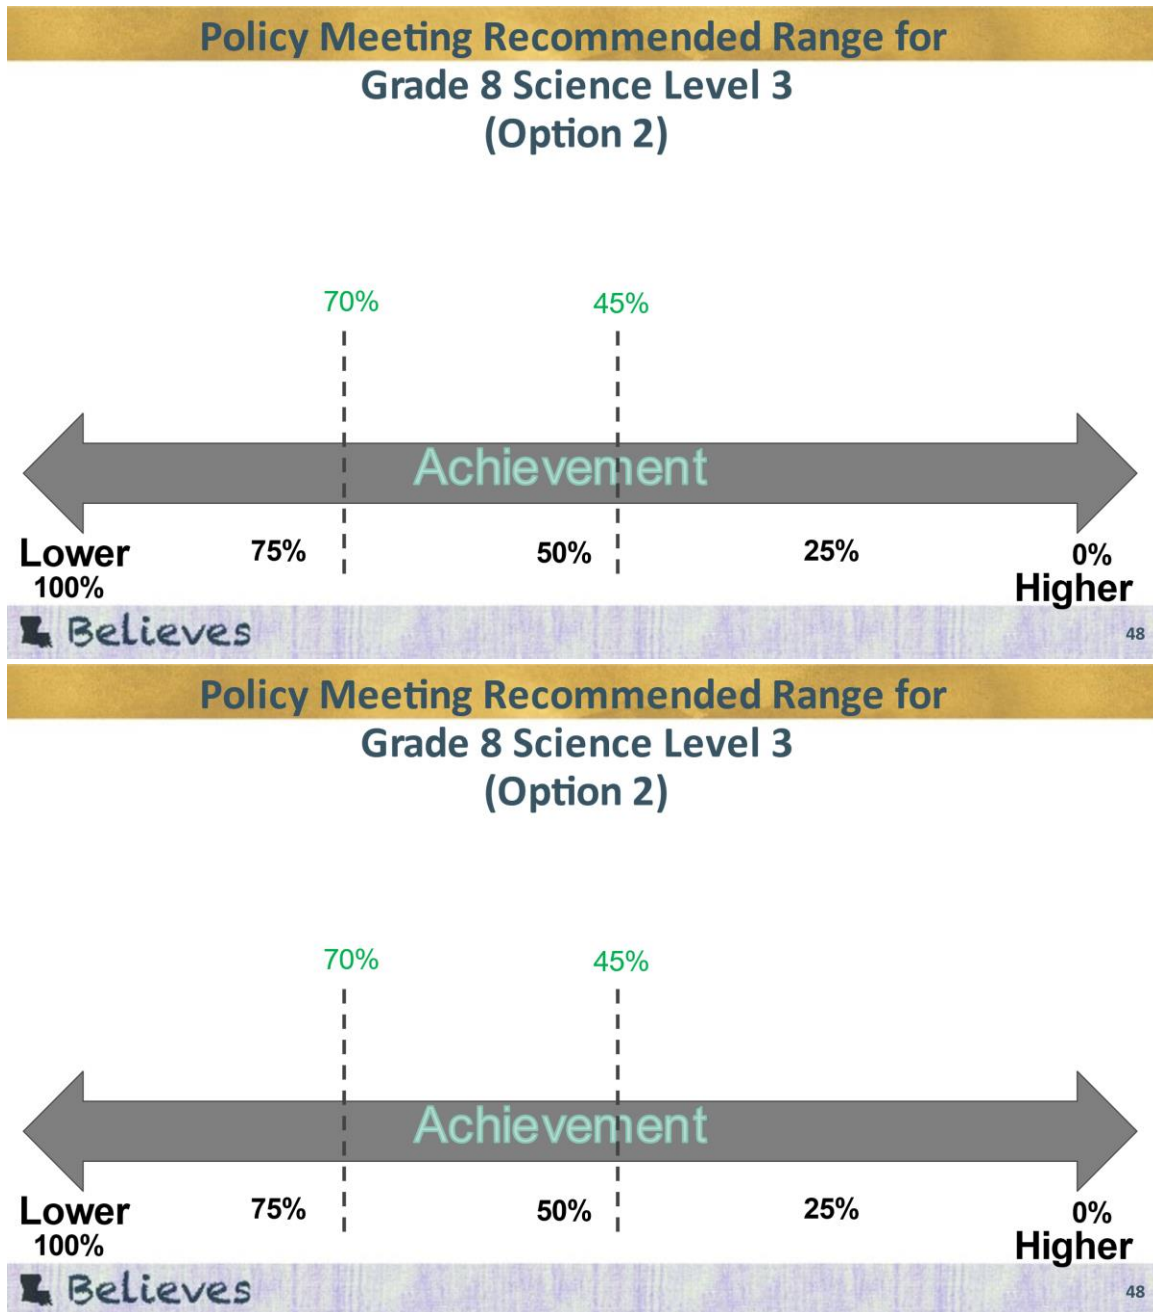 Policy Meeting Recommended Range for
Grade 8 Science Level 3
(Option 2)
70% 45%
Achievement
Lower 75% 50% 25% 0%
100% Higher
Believes
48
Policy Meeting Recommended Range for
Grade 8 Science Level 3
(Option 2)
70% 45%
Achievement
Lower 75% 50% 25% 0%
100% Higher
Believes
48